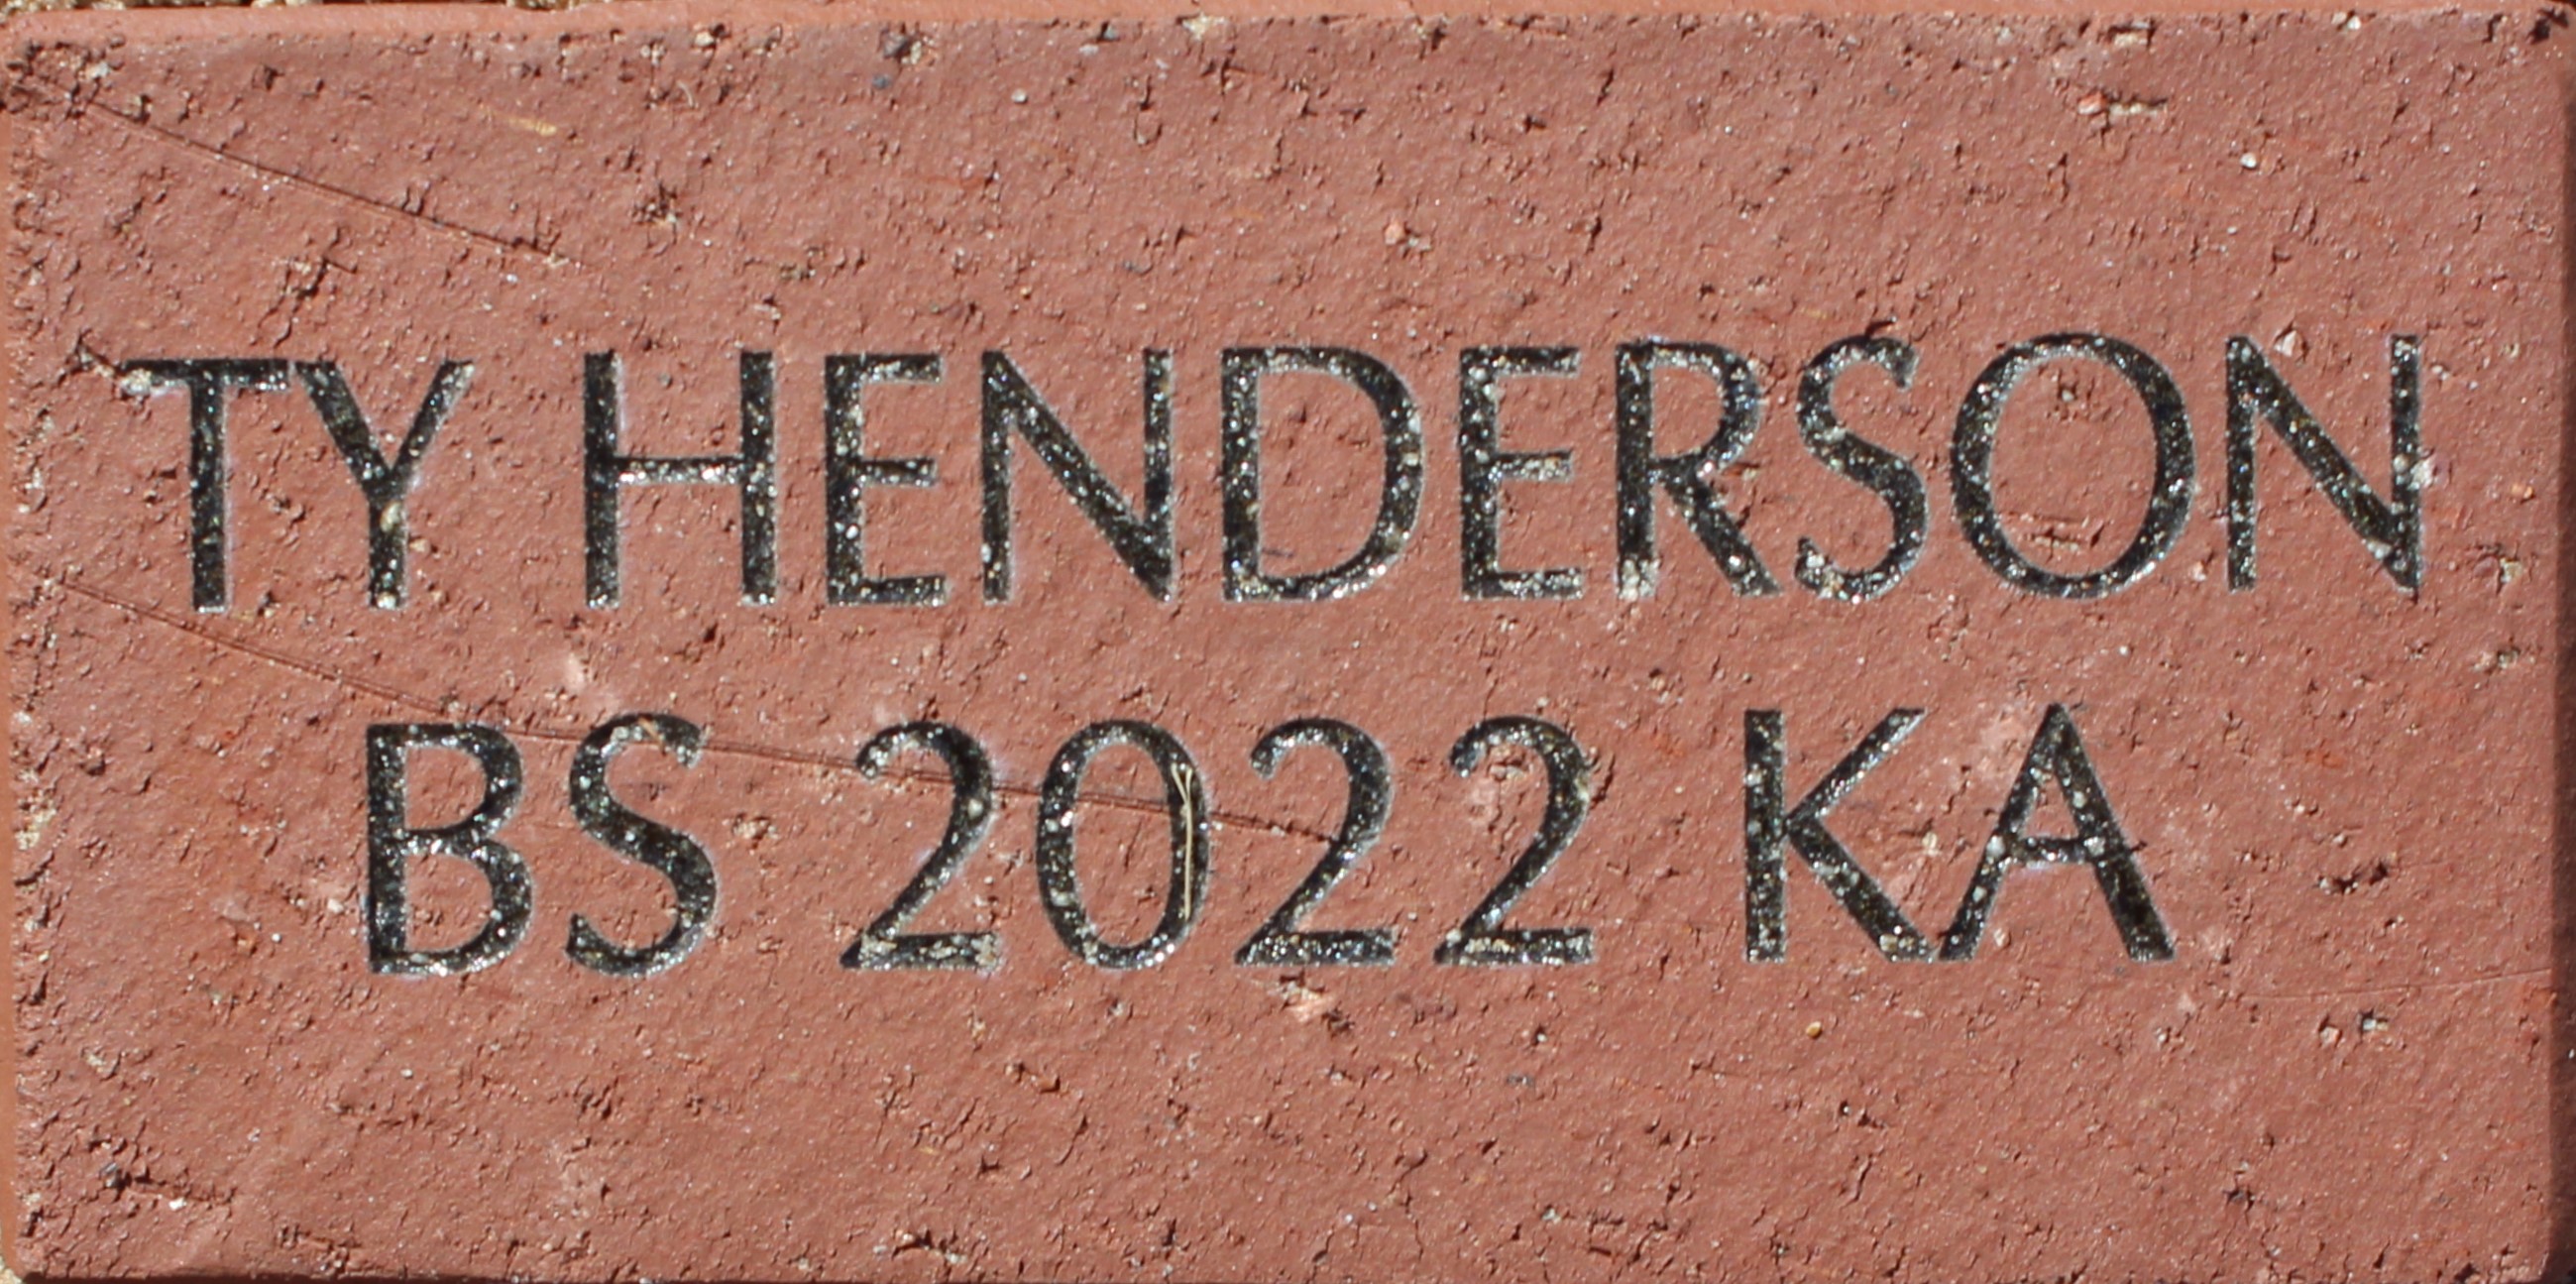 TY HENDERSON
BS 2022 KA